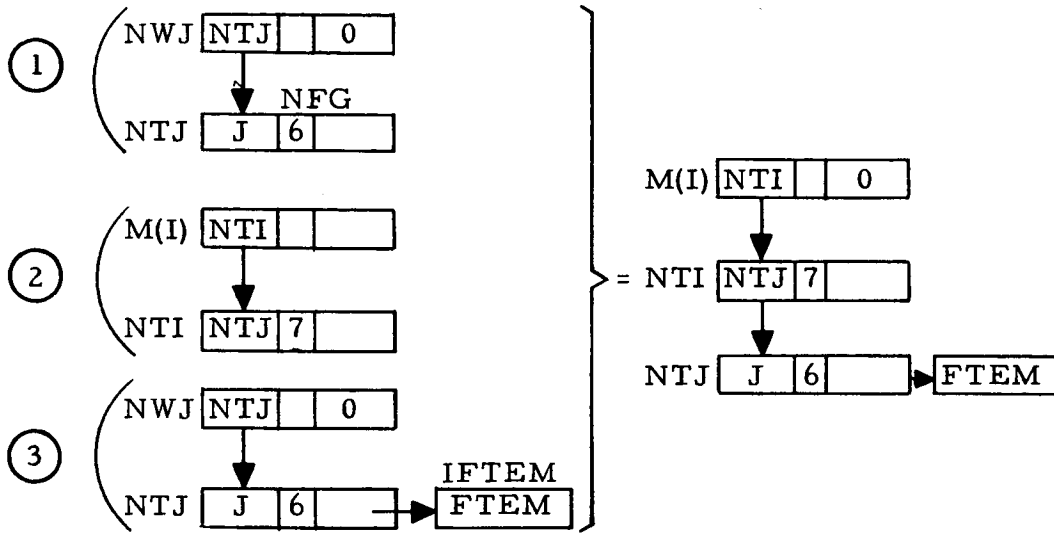 1
NWJ NTJ 0
NFG
NTJ J 6
2
M(I) NTI
NTI NTJ 7
3
NWJ NTJ 0
IFTEM
NTJ J 6 FTEM
M(I) NTI 0
= NTI NTJ 7
NTJ J 6 FTEM